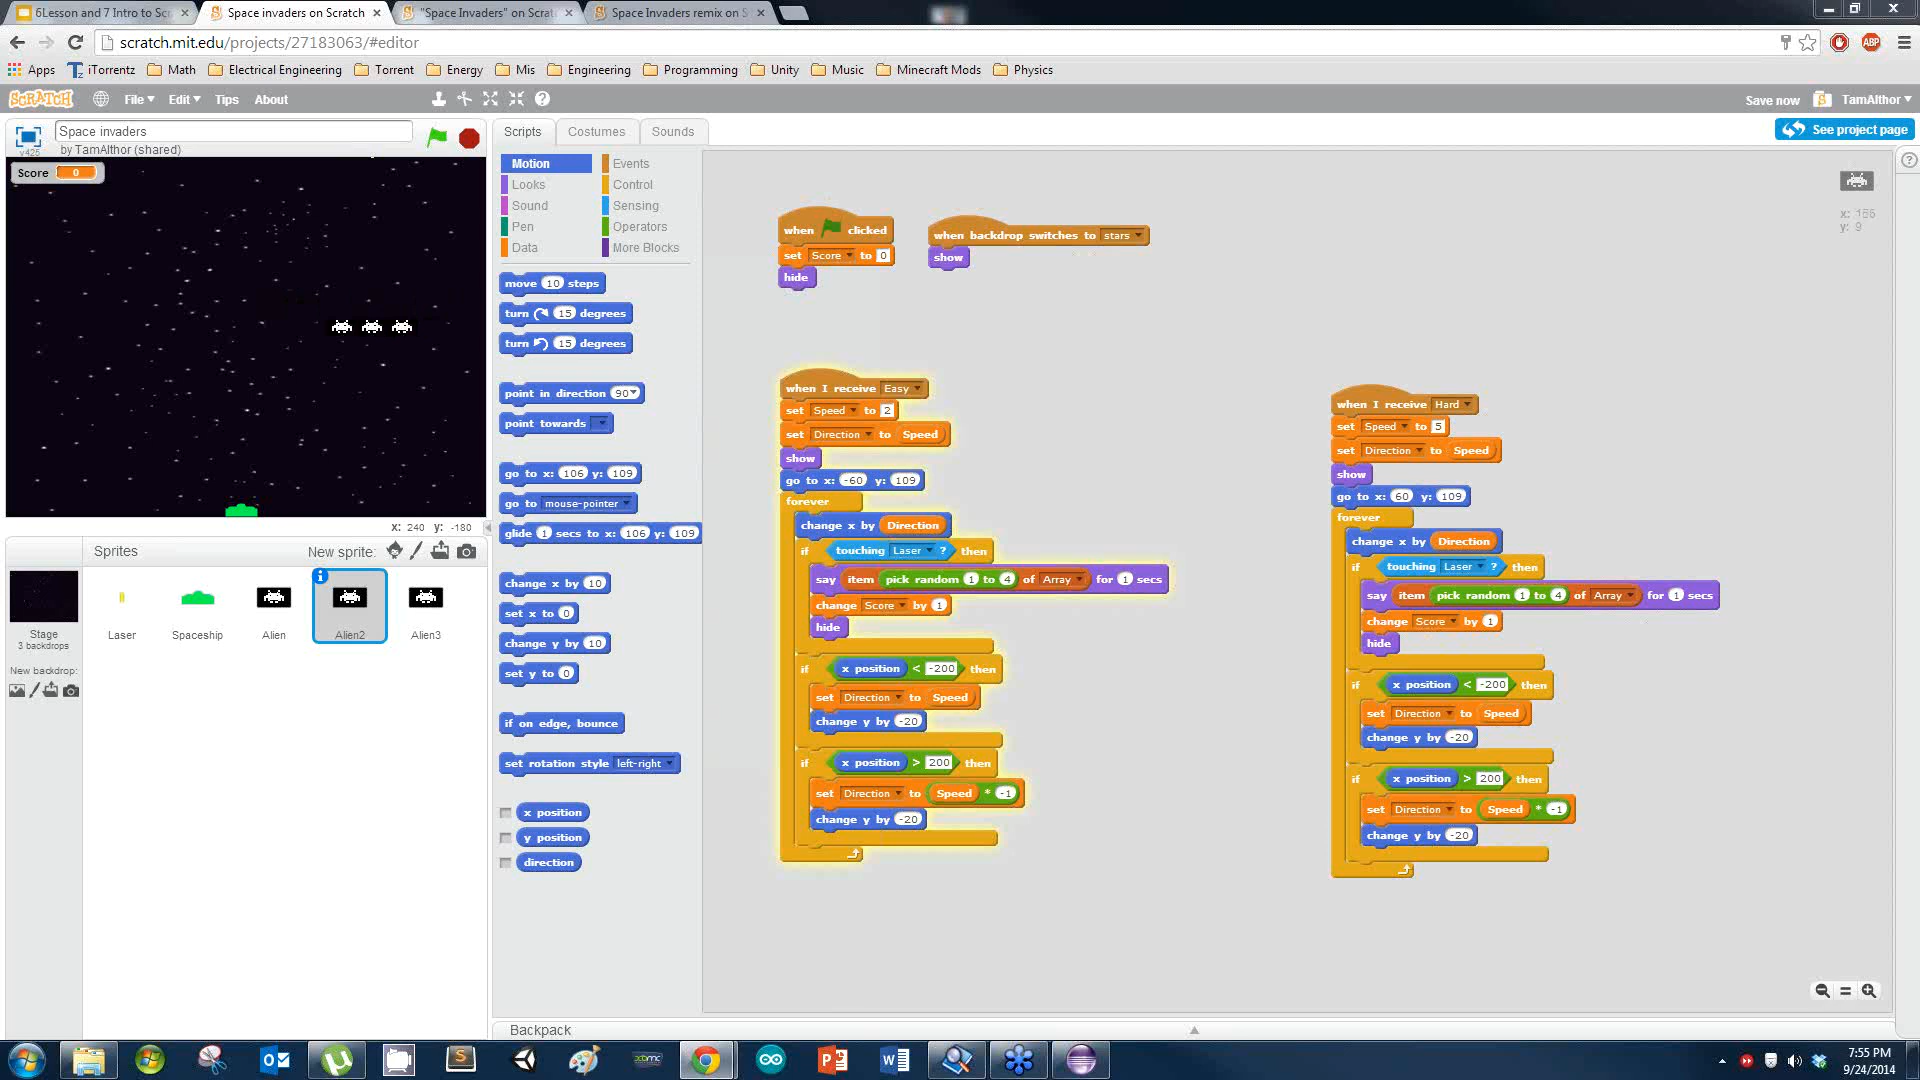 6Lesson and 7 Intro to Scr
Space invaders on Scratch
"Space Invaders" on Scrat
Space Invaders remix on S
scratch.mit.edu/projects/27183063/#editor
Apps iTorrentz Math Electrical Engineering Torrent Energy Mis Engineering Programming Unity Music Minecraft Mods Physics
SCRATCH File Edit Tips About
Save now TamAlthor
Space invaders
by TamAlthor (shared)
v425
Scripts Costumes Sounds
See project page
Score 0
Motion Events
Looks Control
Sound Sensing
Pen Operators
Data More Blocks
move 10 steps
turn 15 degrees
turn 15 degrees
point in direction 90
point towards
go to x: 106 y: 109
go to mouse-pointer
glide 1 secs to x: 106 y: 109
change x by 10
set x to 0
change y by 10
set y to 0
if on edge, bounce
set rotation style left-right
x position
y position
direction
when clicked
set Score to 0
hide
when backdrop switches to stars
show
x: 166
y: 9
when I receive Easy
set Speed to 2
set Direction to Speed
show
go to x: -60 y: 109
forever
change x by Direction
if touching Laser ? then
say item pick random 1 to 4 of Array for 1 secs
change Score by 1
hide
if x position < -200 then
set Direction to Speed
change y by -20
if x position > 200 then
set Direction to Speed * -1
change y by -20
when I receive Hard
set Speed to 5
set Direction to Speed
show
go to x: 60 y: 109
forever
change x by Direction
if touching Laser ? then
say item pick random 1 to 4 of Array for 1 secs
change Score by 1
hide
if x position < -200 then
set Direction to Speed
change y by -20
if x position > 200 then
set Direction to Speed * -1
change y by -20
x: 240 y: -180
Sprites New sprite:
Stage
3 backdrops
New backdrop:
Laser Spaceship Alien Alien2 Alien3
Backpack
7:55 PM
9/24/2014